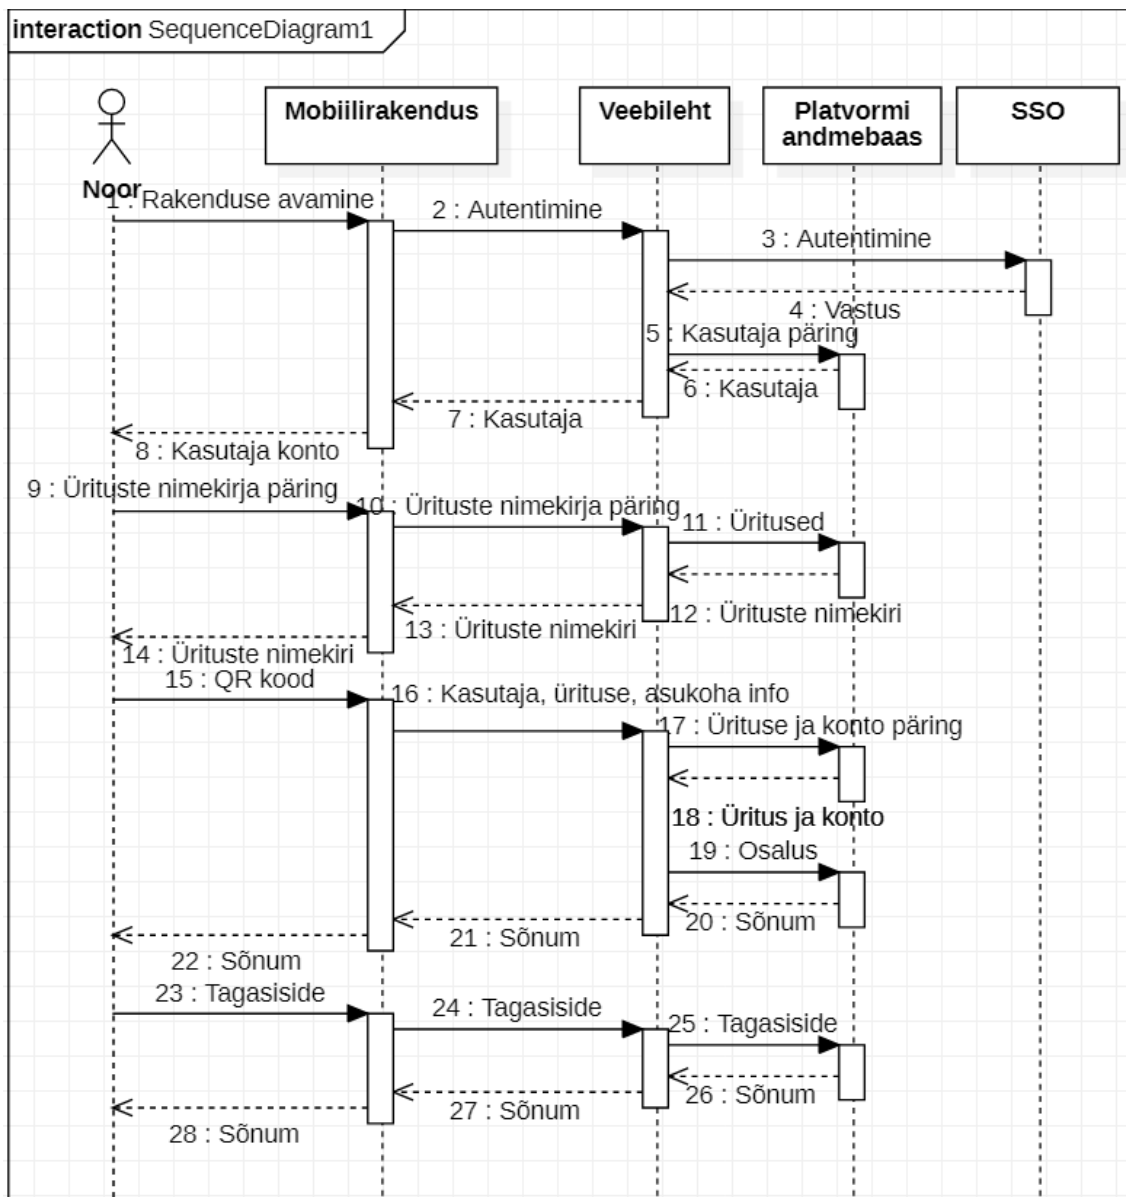 interaction SequenceDiagram1
Mobiilirakendus
Veebileht
Platvormi
andmebaas
SSO
Noor
1 : Rakenduse avamine
2 : Autentimine
3 : Autentimine
4 : Vastus
5 : Kasutaja päring
6 : Kasutaja
7 : Kasutaja
8 : Kasutaja konto
9 : Ürituste nimekirja päring
10 : Ürituste nimekirja päring
11 : Üritused
12 : Ürituste nimekiri
13 : Ürituste nimekiri
14 : Ürituste nimekiri
15 : QR kood
16 : Kasutaja, ürituse, asukoha info
17 : Ürituse ja konto päring
18 : Üritus ja konto
19 : Osalus
20 : Sõnum
21 : Sõnum
22 : Sõnum
23 : Tagasiside
24 : Tagasiside
25 : Tagasiside
26 : Sõnum
27 : Sõnum
28 : Sõnum